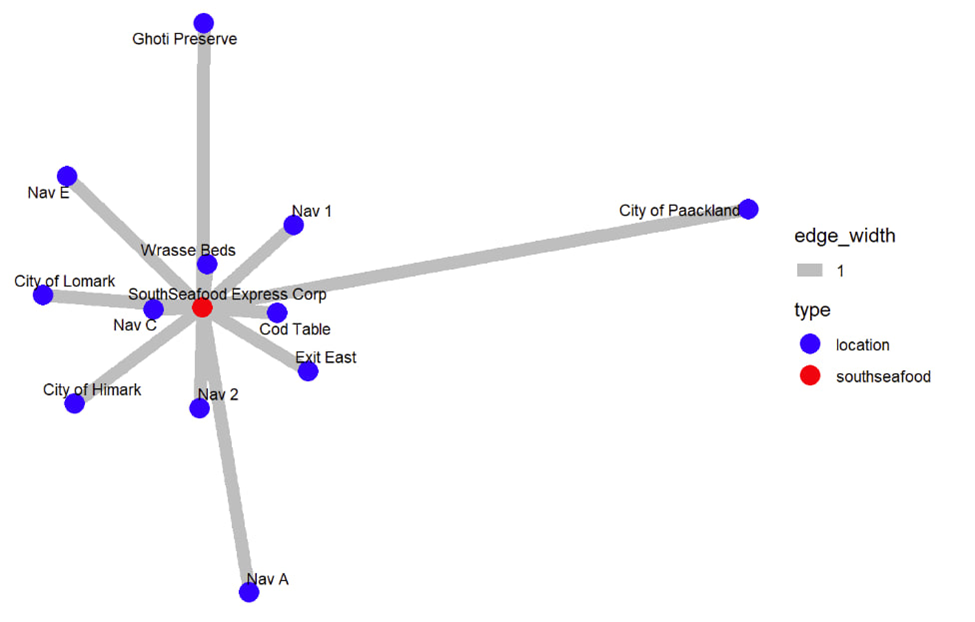 Ghoti Preserve
Nav E
Nav 1
City of Paackland
Wrasse Beds
City of Lomark
SouthSeafood Express Corp
Nav C
Cod Table
Exit East
City of Himark
Nav 2
Nav A
edge_width
1
type
location
southseafood